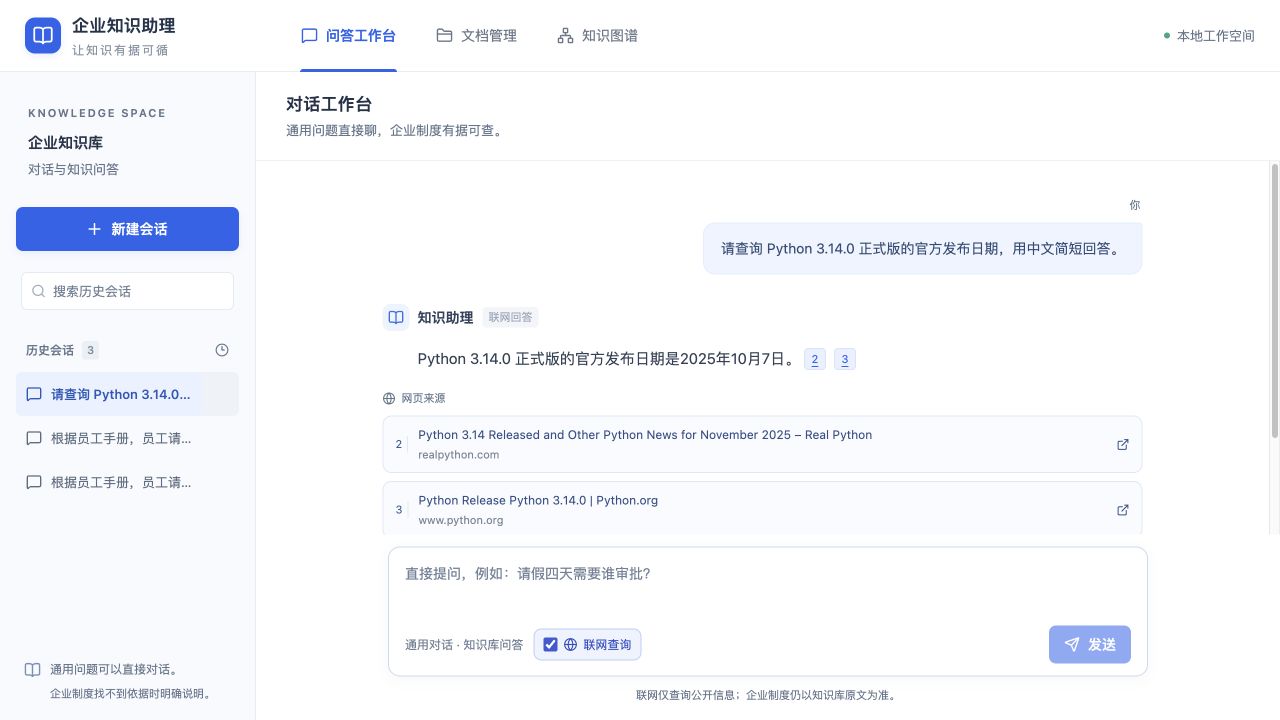 企业知识助理
让知识有据可循
问答工作台
文档管理
知识图谱
本地工作空间
KNOWLEDGE SPACE
企业知识库
对话与知识问答
新建会话
搜索历史会话
历史会话 3
请查询 Python 3.14.0...
根据员工手册，员工请...
根据员工手册，员工请...
通用问题可以直接对话。
企业制度找不到依据时明确说明。
对话工作台
通用问题直接聊，企业制度有据可查。
你
请查询 Python 3.14.0 正式版的官方发布日期，用中文简短回答。
知识助理 联网回答
Python 3.14.0 正式版的官方发布日期是2025年10月7日。 2 3
网页来源
2 Python 3.14 Released and Other Python News for November 2025 – Real Python
realpython.com
3 Python Release Python 3.14.0 | Python.org
www.python.org
直接提问，例如：请假四天需要谁审批？
通用对话 · 知识库问答 联网查询 发送
联网仅查询公开信息；企业制度仍以知识库原文为准。